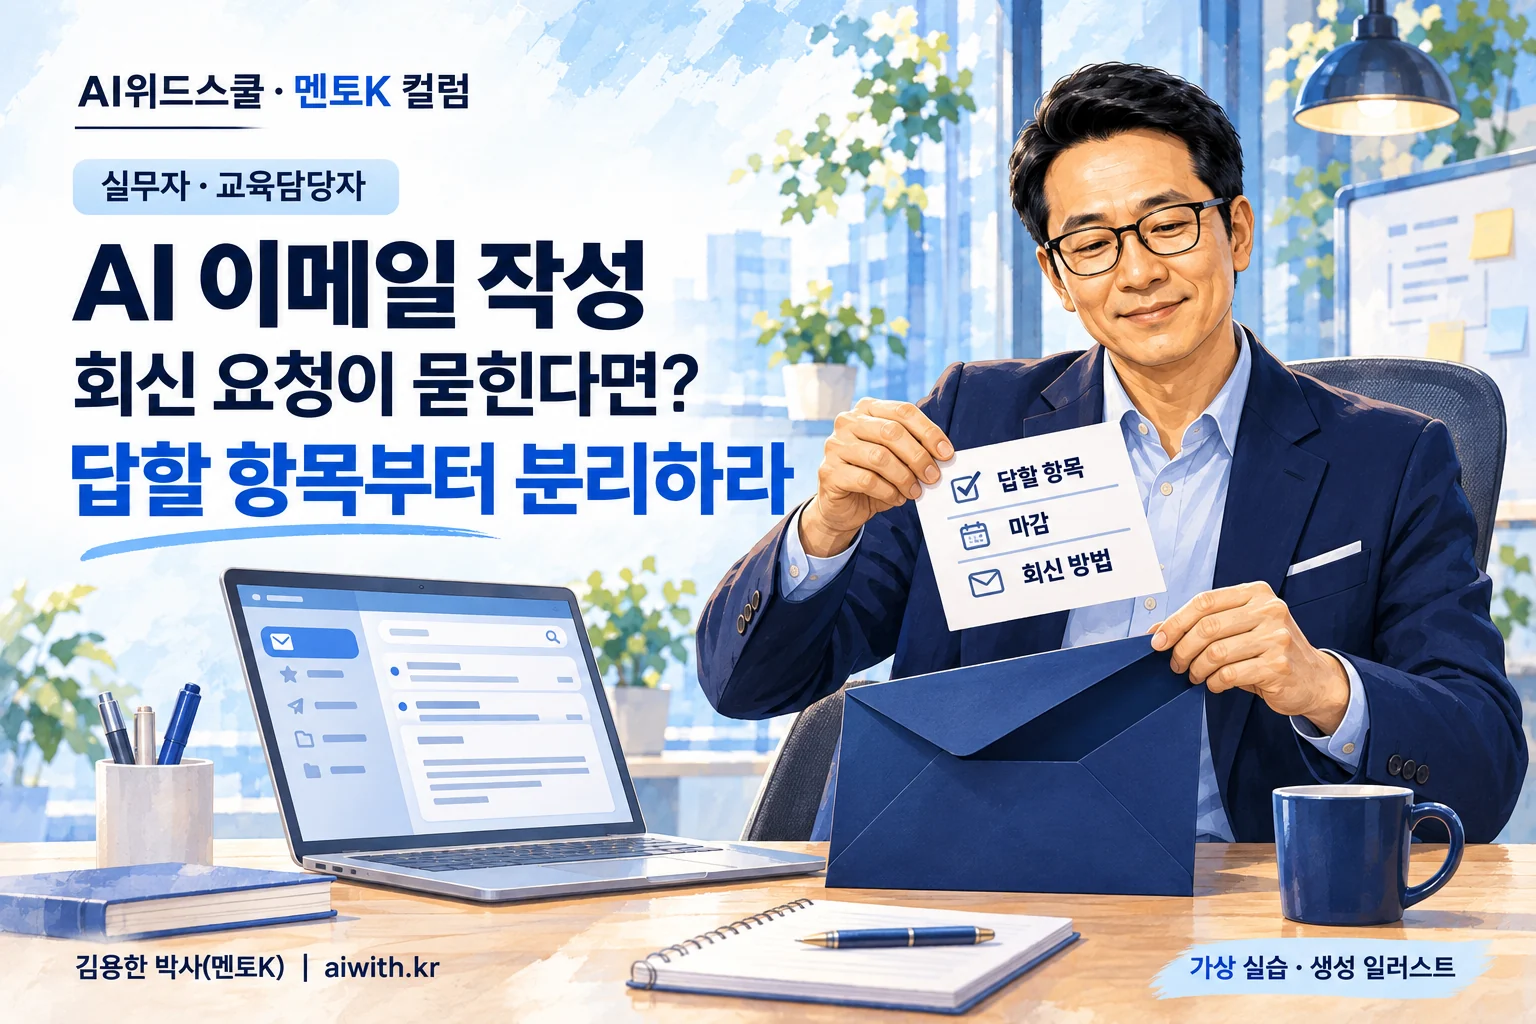 AI위드스쿨 · 멘토K 컬럼
실무자 · 교육담당자
AI 이메일 작성
회신 요청이 묻힌다면?
답할 항목부터 분리하라
답할 항목
마감
회신 방법
김용한 박사(멘토K) | aiwith.kr
가상 실습 · 생성 일러스트